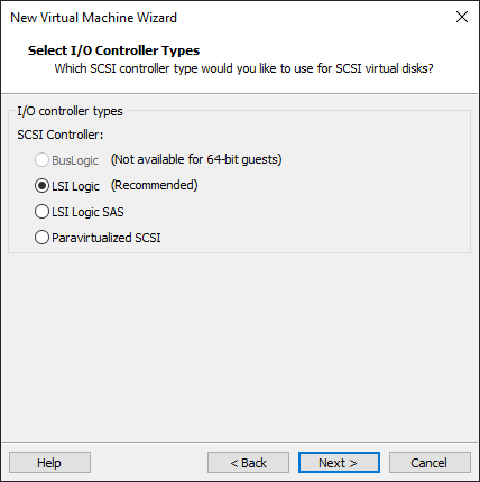 New Virtual Machine Wizard
Select I/O Controller Types
Which SCSI controller type would you like to use for SCSI virtual disks?
I/O controller types
SCSI Controller:
BusLogic (Not available for 64-bit guests)
LSI Logic (Recommended)
LSI Logic SAS
Paravirtualized SCSI
Help < Back Next > Cancel